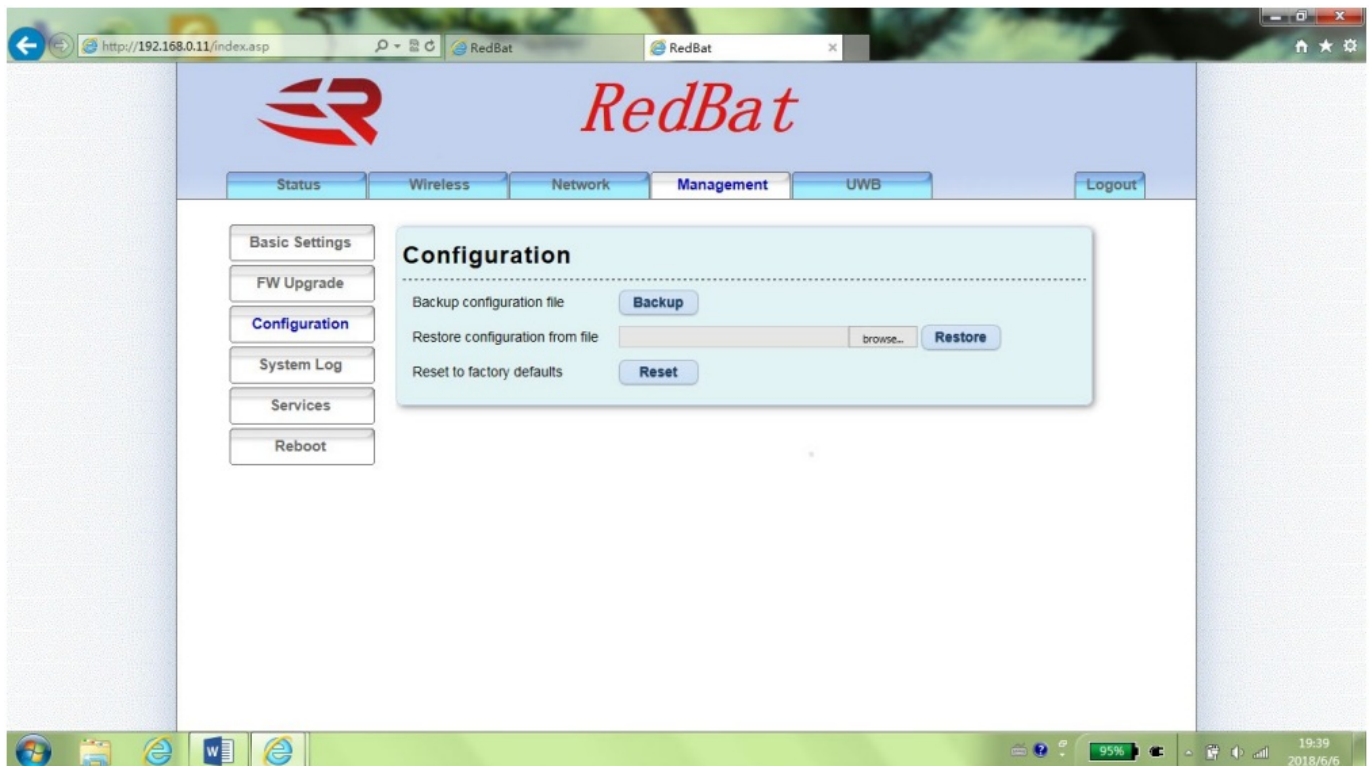 http://192.168.0.11/index.asp
RedBat
RedBat
RedBat
Status
Wireless
Network
Management
UWB
Logout
Basic Settings
FW Upgrade
Configuration
System Log
Services
Reboot
Configuration
Backup configuration file
Backup
Restore configuration from file
browse...
Restore
Reset to factory defaults
Reset
95%
19:39
2018/6/6